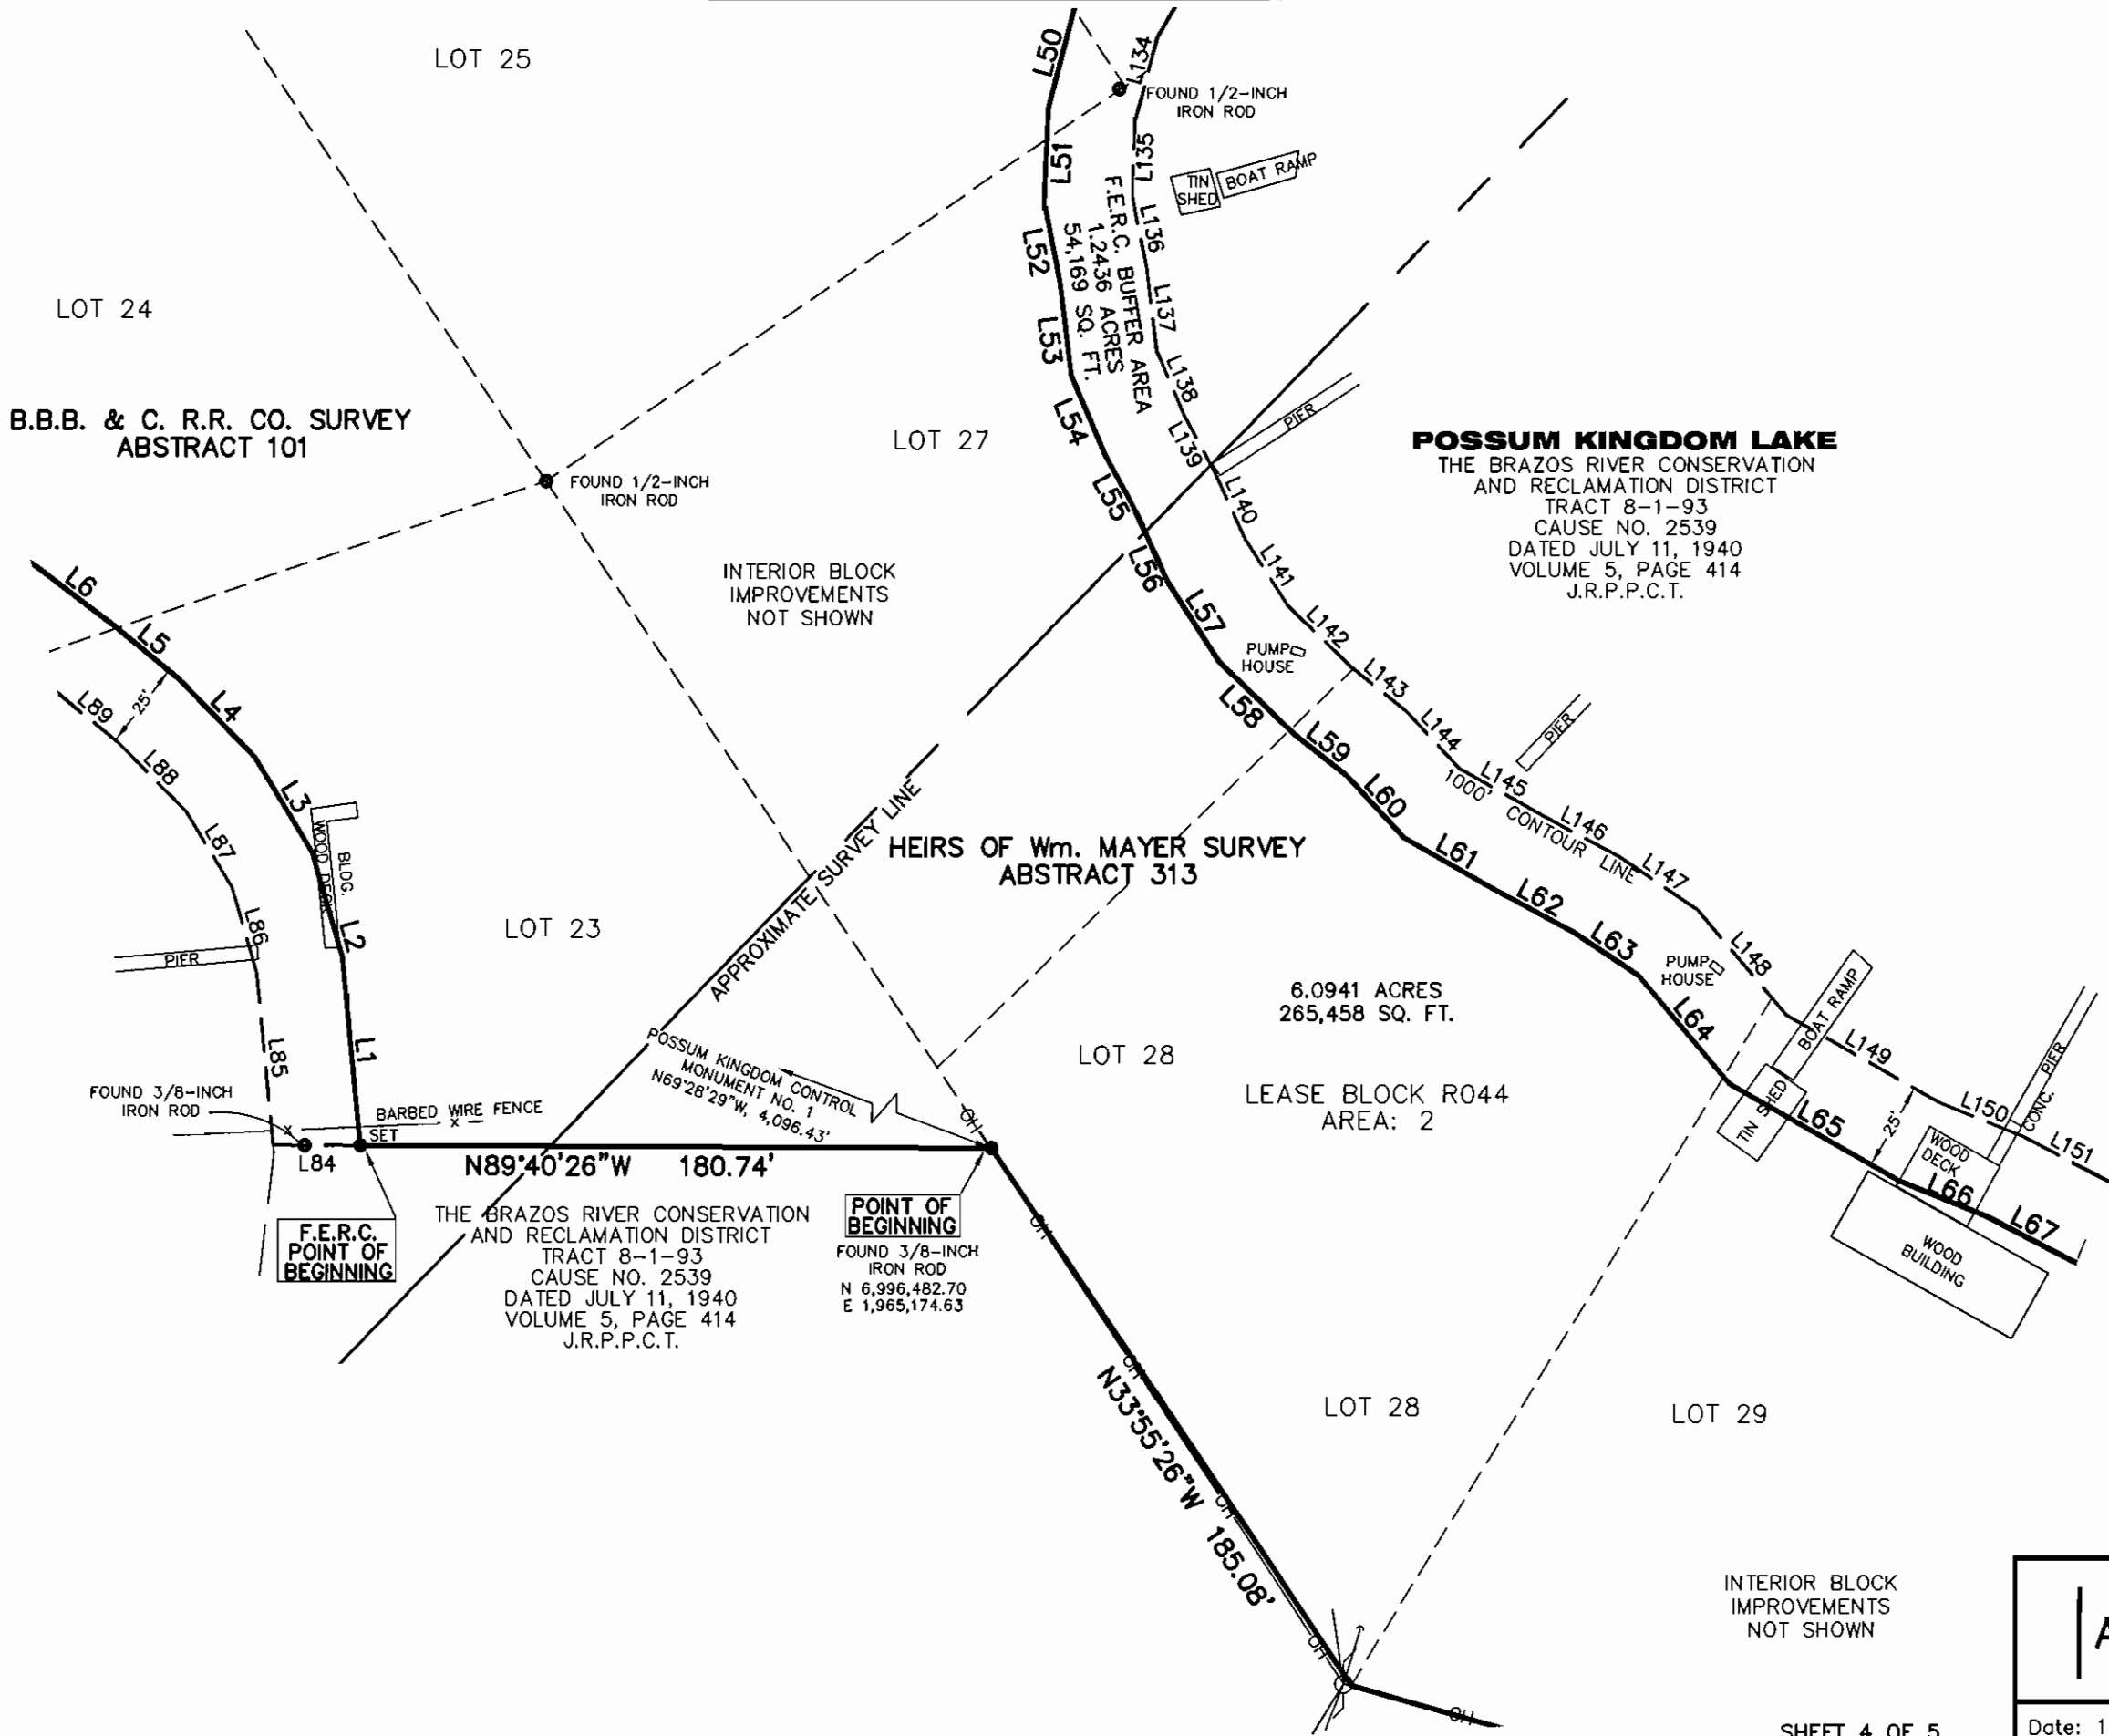 LOT 25
L50
L134
FOUND 1/2-INCH
IRON ROD
L51
L135
TIN
SHED
BOAT RAMP
L136
F.E.R.C. BUFFER AREA
1.2436 ACRES
54,169 SQ. FT.
LOT 24
L52
L137
L53
L138
B.B.B. & C. R.R. CO. SURVEY
ABSTRACT 101
LOT 27
L54
L139
PIER
POSSUM KINGDOM LAKE
THE BRAZOS RIVER CONSERVATION
AND RECLAMATION DISTRICT
TRACT 8-1-93
CAUSE NO. 2539
DATED JULY 11, 1940
VOLUME 5, PAGE 414
J.R.P.P.C.T.
FOUND 1/2-INCH
IRON ROD
L55
L140
L6
INTERIOR BLOCK
IMPROVEMENTS
NOT SHOWN
L56
L141
L5
L57
L142
PUMP
HOUSE
L89
25'
L4
L143
L58
L144
PIER
L88
L59
L145
1000' CONTOUR LINE
L3
L60
L146
L87
WOOD DECK
BLDG.
HEIRS OF Wm. MAYER SURVEY
ABSTRACT 313
L61
L147
APPROXIMATE SURVEY LINE
L86
L2
LOT 23
L62
L63
L148
PIER
PUMP
HOUSE
BOAT RAMP
6.0941 ACRES
265,458 SQ. FT.
L64
L85
L1
POSSUM KINGDOM CONTROL
MONUMENT NO. 1
N69°28'29"W, 4,096.43'
LOT 28
L149
PIER
FOUND 3/8-INCH
IRON ROD
BARBED WIRE FENCE
x
x
SET
LEASE BLOCK RO44
AREA: 2
OH
TIN SHED
L65
25'
L150
CONC.
L151
L84
N89°40'26"W 180.74'
WOOD
DECK
L66
L67
F.E.R.C.
POINT OF
BEGINNING
THE BRAZOS RIVER CONSERVATION
AND RECLAMATION DISTRICT
TRACT 8-1-93
CAUSE NO. 2539
DATED JULY 11, 1940
VOLUME 5, PAGE 414
J.R.P.P.C.T.
POINT OF
BEGINNING
FOUND 3/8-INCH
IRON ROD
N 6,996,482.70
E 1,965,174.63
OH
WOOD
BUILDING
OH
N33°55'26"W 185.08'
LOT 28
LOT 29
OH
OH
INTERIOR BLOCK
IMPROVEMENTS
NOT SHOWN
OH
A
SHEET 4 OF 5
Date: 1